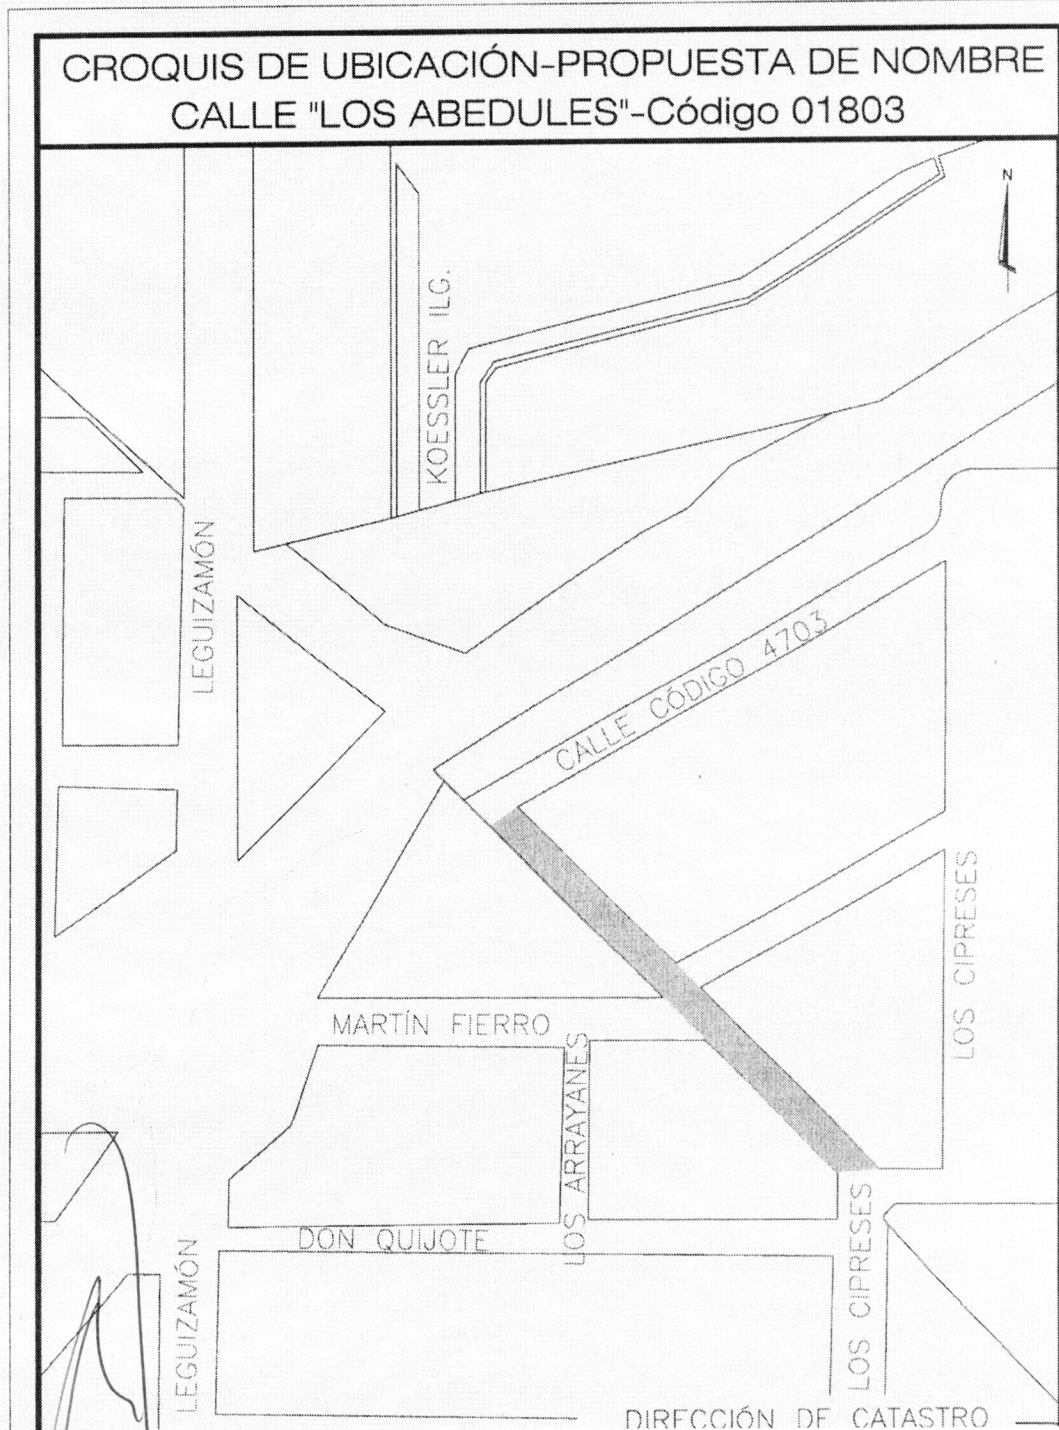 CROQUIS DE UBICACIÓN-PROPUESTA DE NOMBRE
CALLE "LOS ABEDULES"-Código 01803
N
KOESSLER ILG.
LEGUIZAMÓN
CALLE CÓDIGO 4703
LOS CIPRESES
MARTÍN FIERRO
LOS ARRAYANES
DON QUIJOTE
LEGUIZAMÓN
LOS CIPRESES
DIRECCIÓN DE CATASTRO